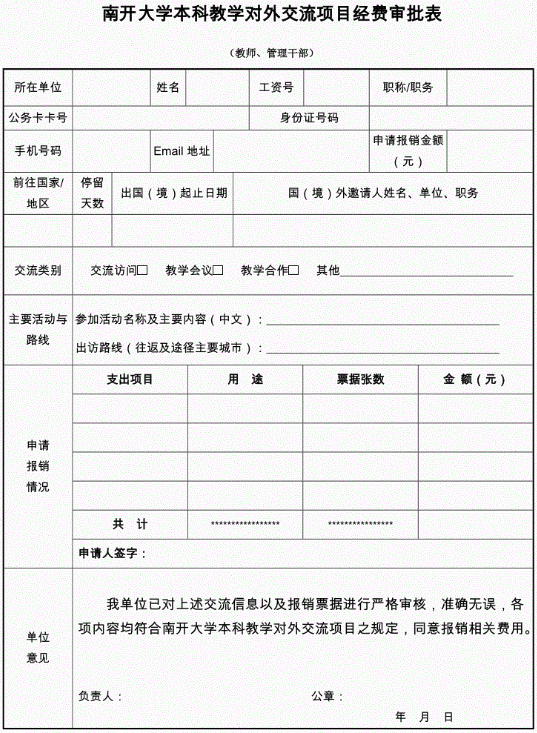 南开大学本科教学对外交流项目经费审批表
（教师、管理干部）
所在单位 姓名 工资号 职称/职务
公务卡卡号 身份证号码
手机号码 Email 地址 申请报销金额（元）
前往国家/地区 停留天数 出国（境）起止日期 国（境）外邀请人姓名、单位、职务
交流类别 交流访问□ 教学会议□ 教学合作□ 其他__________________________
主要活动与路线
参加活动名称及主要内容（中文）：___________________________________
出访路线（往返及途径主要城市）：___________________________________
申请报销情况
支出项目 用 途 票据张数 金 额（元）
共 计 ***************** ****************
申请人签字：
单位意见
我单位已对上述交流信息以及报销票据进行严格审核，准确无误，各
项内容均符合南开大学本科教学对外交流项目之规定，同意报销相关费用。
负责人： 公章：
年 月 日